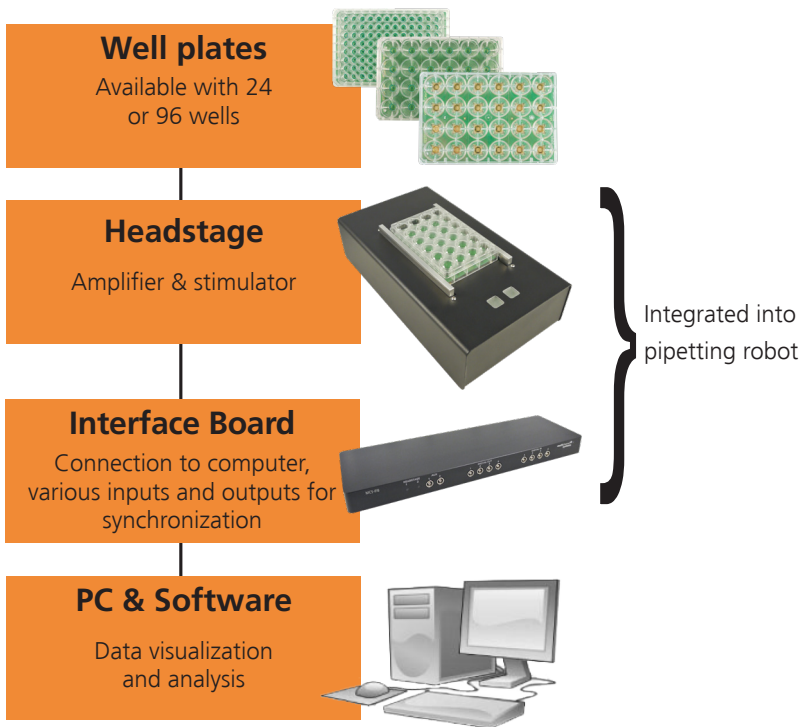 Well plates
Available with 24
or 96 wells
Headstage
Amplifier & stimulator
Integrated into
pipetting robot
Interface Board
Connection to computer,
various inputs and outputs for
synchronization
PC & Software
Data visualization
and analysis